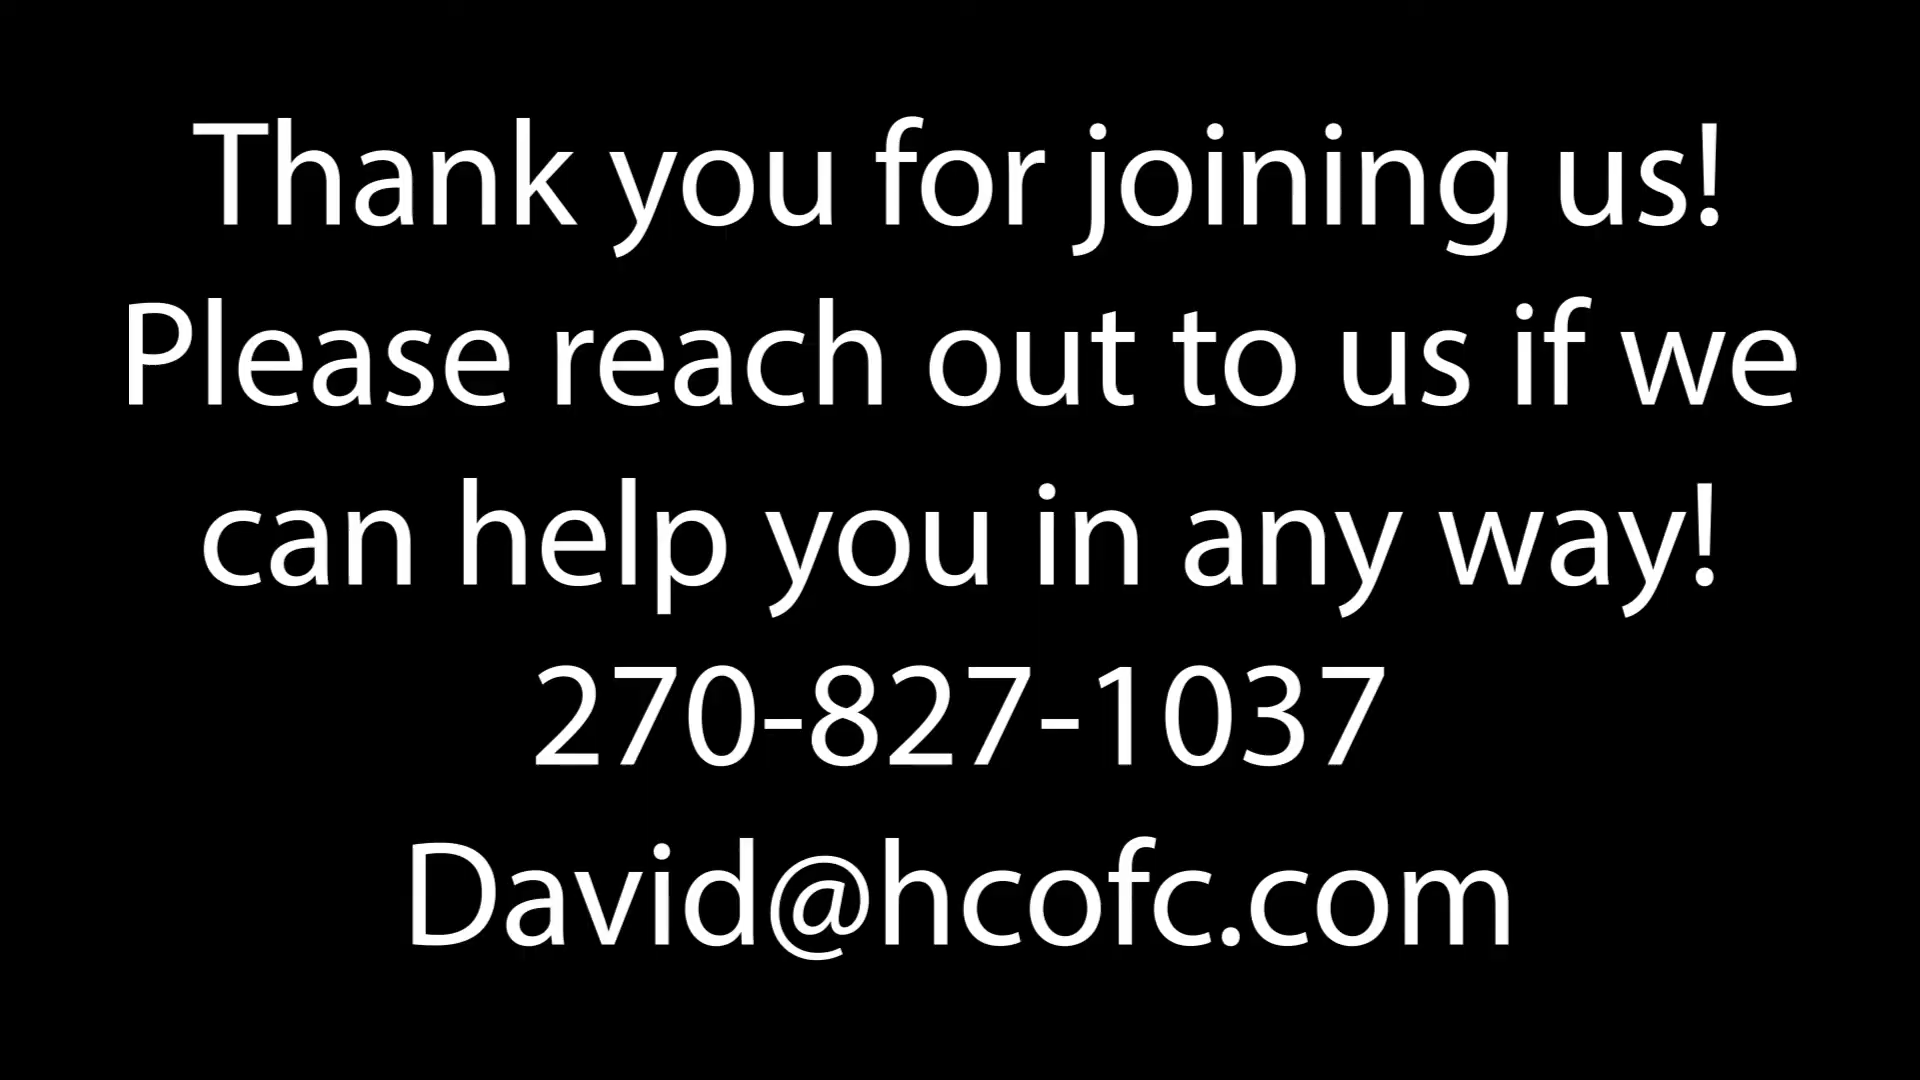 Thank you for joining us!
Please reach out to us if we
can help you in any way!
270-827-1037
David@hcofc.com